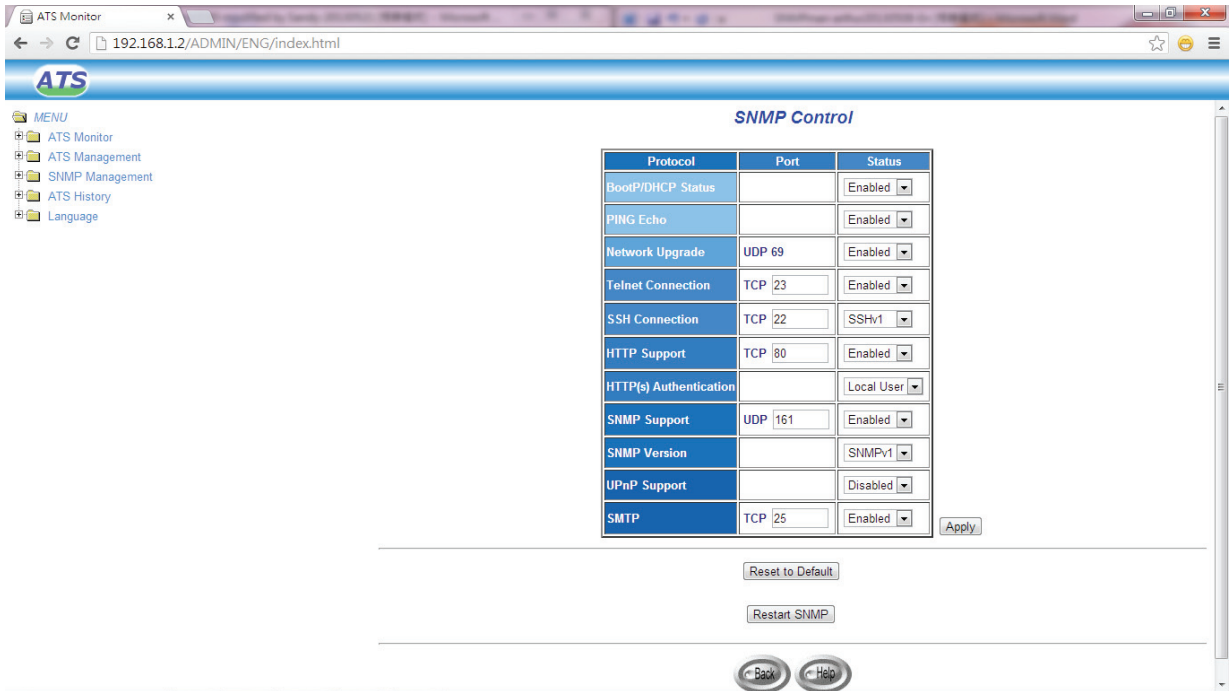 ATS Monitor
192.168.1.2/ADMIN/ENG/index.html
ATS
MENU
ATS Monitor
ATS Management
SNMP Management
ATS History
Language
SNMP Control
Protocol Port Status
BootP/DHCP Status Enabled
PING Echo Enabled
Network Upgrade UDP 69 Enabled
Telnet Connection TCP 23 Enabled
SSH Connection TCP 22 SSHv1
HTTP Support TCP 80 Enabled
HTTP(s) Authentication Local User
SNMP Support UDP 161 Enabled
SNMP Version SNMPv1
UPnP Support Disabled
SMTP TCP 25 Enabled
Apply
Reset to Default
Restart SNMP
Back Help